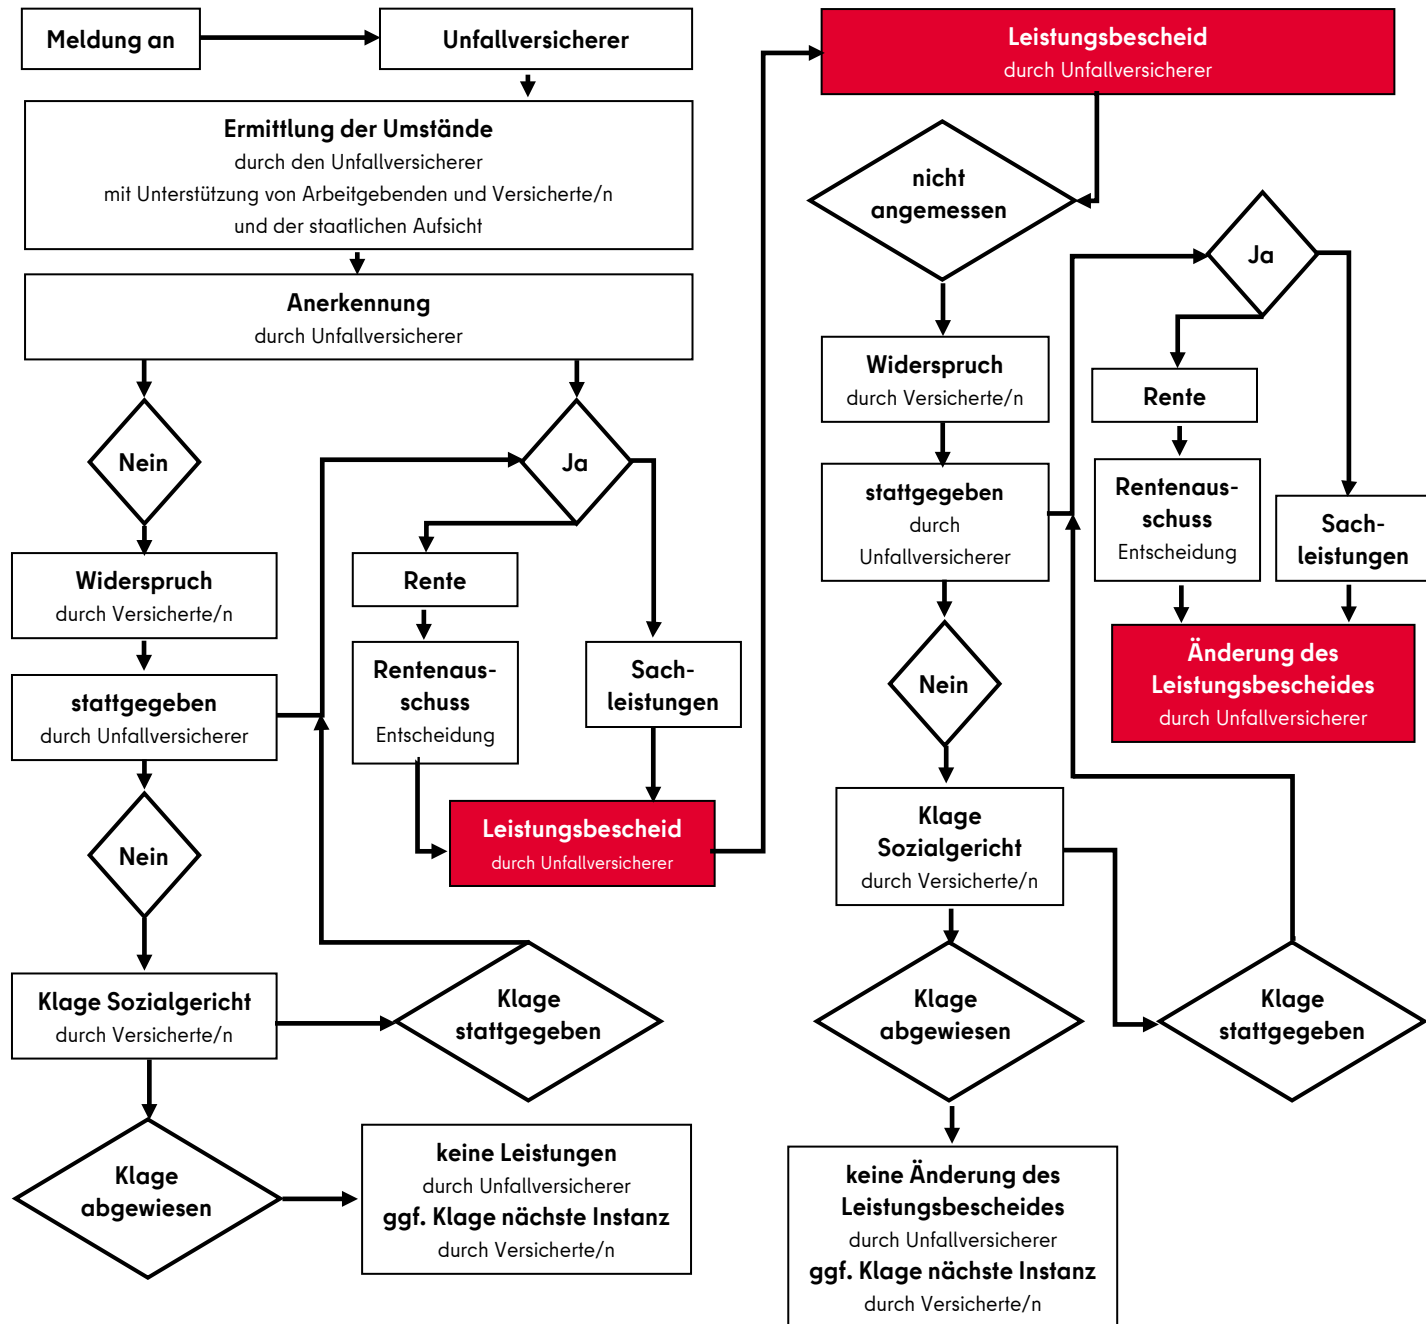 Meldung an
Unfallversicherer
Ermittlung der Umstände
durch den Unfallversicherer
mit Unterstützung von Arbeitgebenden und Versicherte/n
und der staatlichen Aufsicht
Anerkennung
durch Unfallversicherer
Nein
Ja
Widerspruch
durch Versicherte/n
Rente
stattgegeben
durch Unfallversicherer
Rentenaus-
schuss
Entscheidung
Sach-
leistungen
Nein
Leistungsbescheid
durch Unfallversicherer
Klage Sozialgericht
durch Versicherte/n
Klage
stattgegeben
Klage
abgewiesen
keine Leistungen
durch Unfallversicherer
ggf. Klage nächste Instanz
durch Versicherte/n
Leistungsbescheid
durch Unfallversicherer
nicht
angemessen
Ja
Widerspruch
durch Versicherte/n
Rente
stattgegeben
durch
Unfallversicherer
Rentenaus-
schuss
Entscheidung
Sach-
leistungen
Nein
Änderung des
Leistungsbescheides
durch Unfallversicherer
Klage
Sozialgericht
durch Versicherte/n
Klage
abgewiesen
Klage
stattgegeben
keine Änderung des
Leistungsbescheides
durch Unfallversicherer
ggf. Klage nächste Instanz
durch Versicherte/n